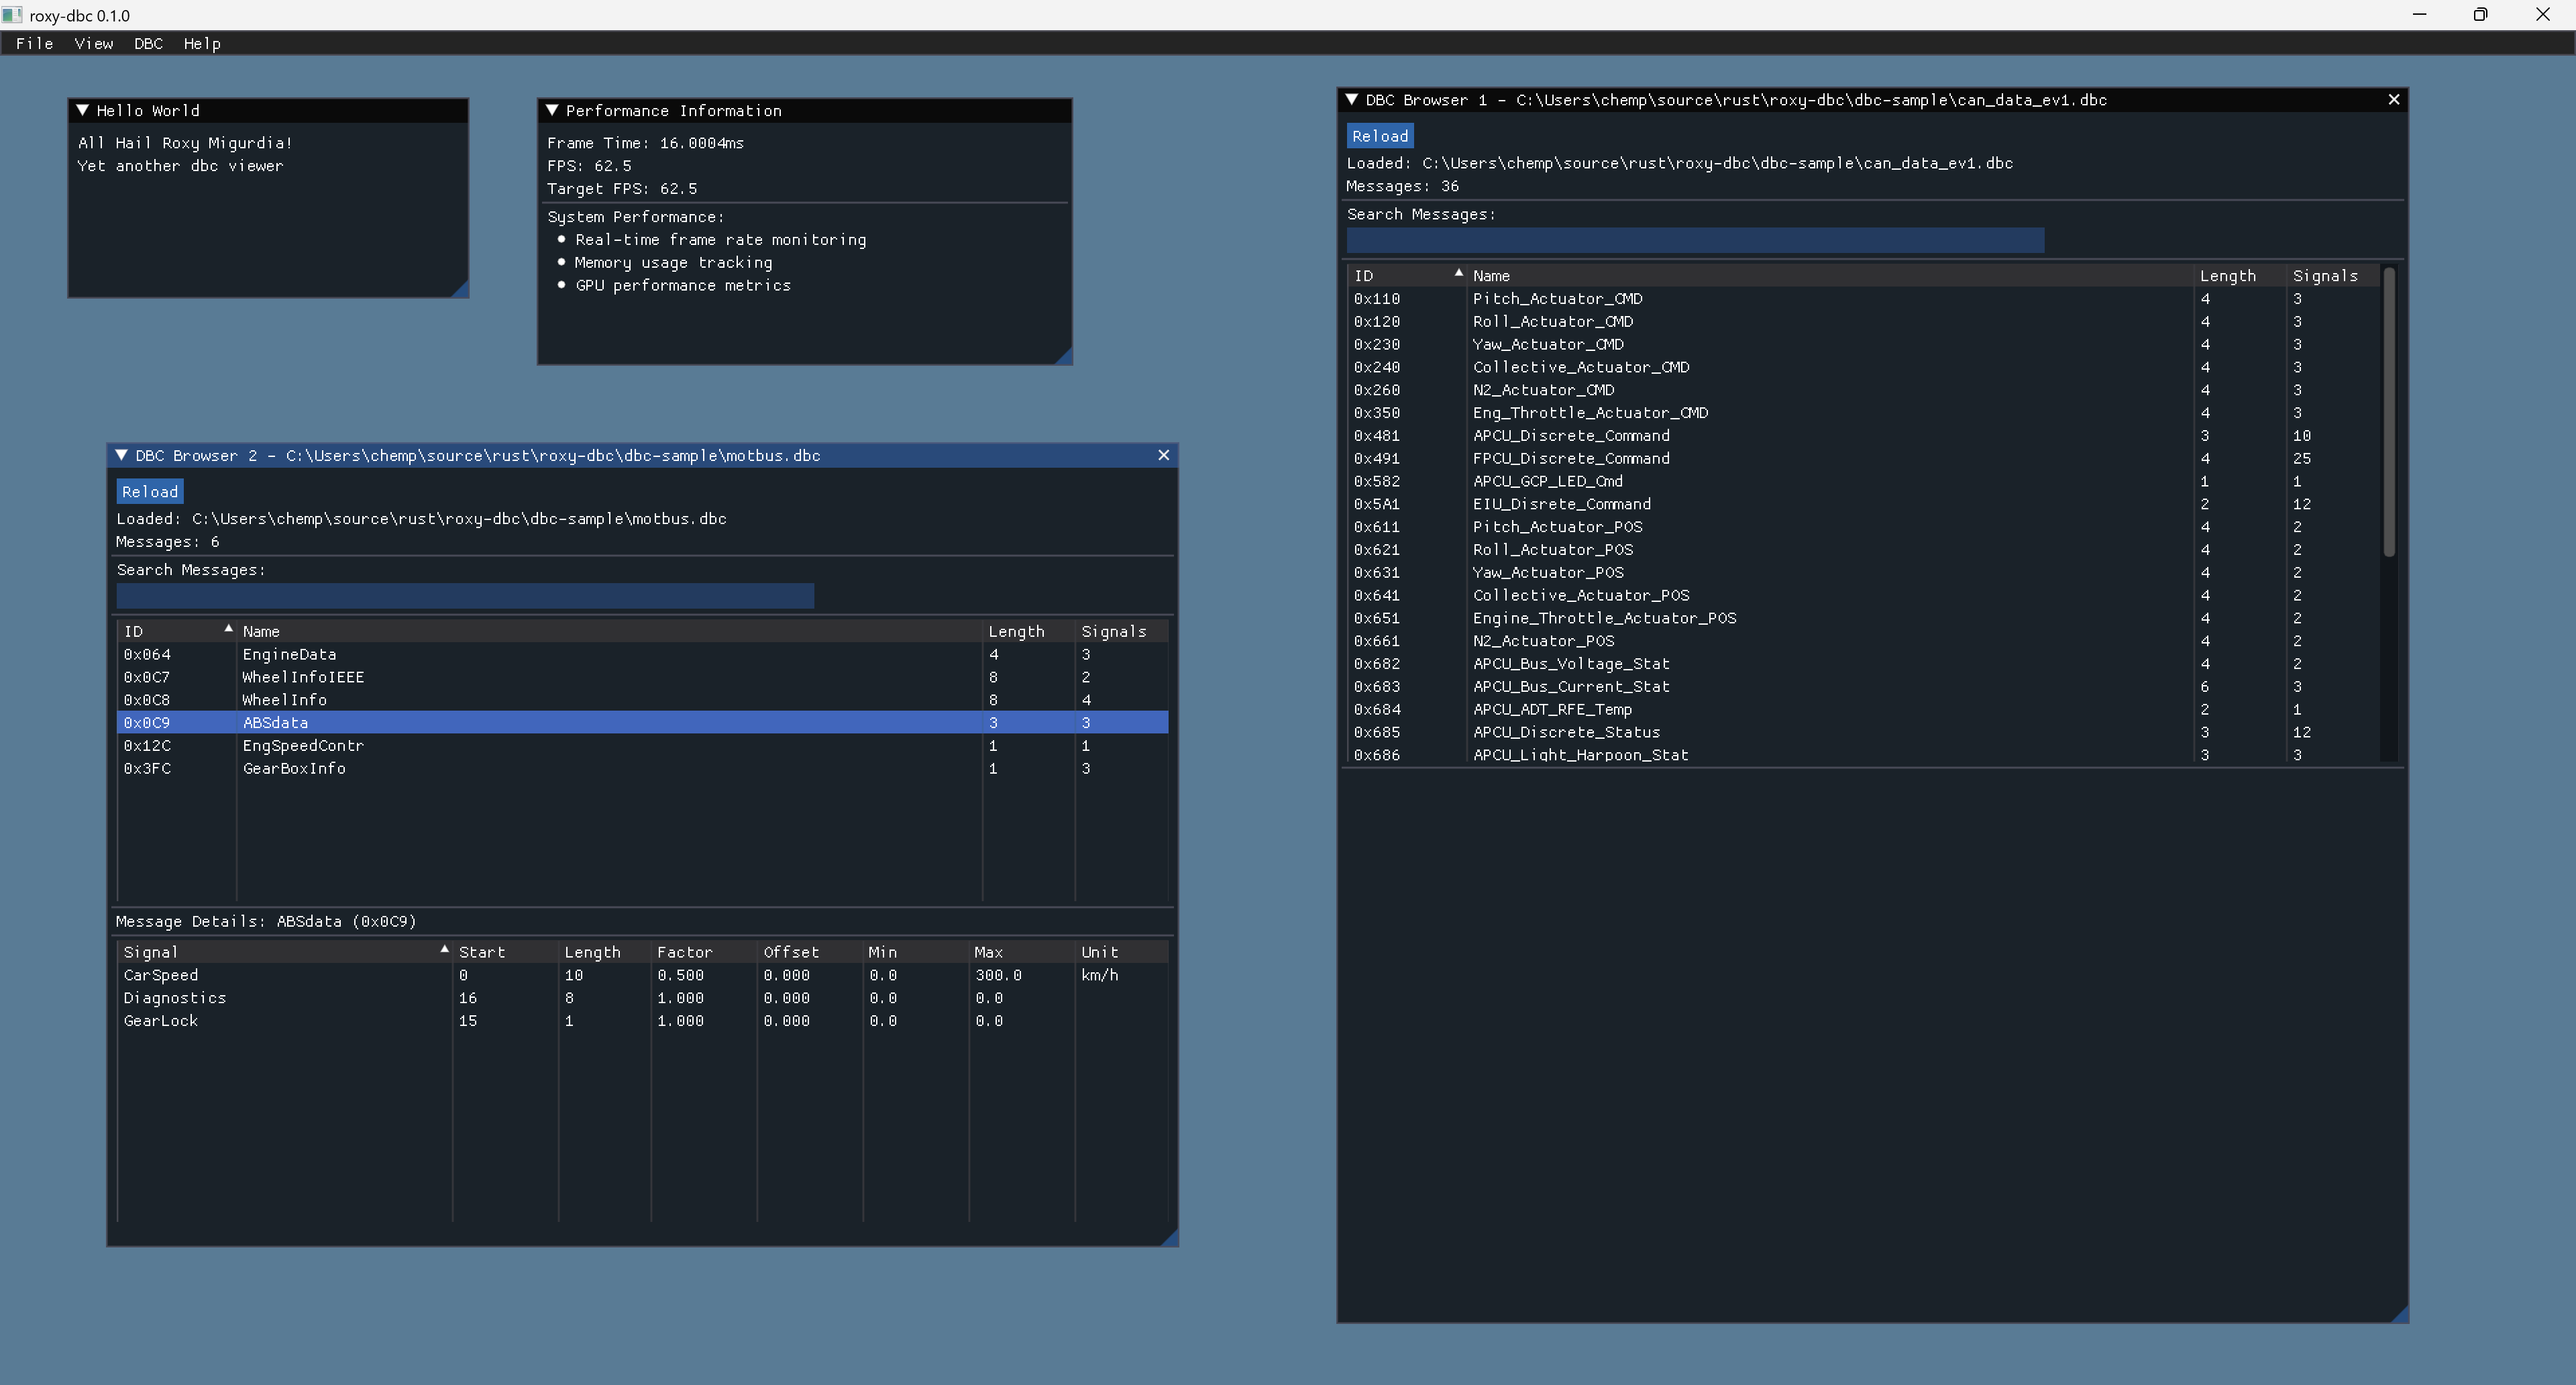 roxy-dbc 0.1.0
File View DBC Help
Hello World
All Hail Roxy Migurdia!
Yet another dbc viewer
Performance Information
Frame Time: 16.0004ms
FPS: 62.5
Target FPS: 62.5
System Performance:
Real-time frame rate monitoring
Memory usage tracking
GPU performance metrics
DBC Browser 2 - C:\Users\chemp\source\rust\roxy-dbc\dbc-sample\motbus.dbc
Reload
Loaded: C:\Users\chemp\source\rust\roxy-dbc\dbc-sample\motbus.dbc
Messages: 6
Search Messages:
ID Name Length Signals
0x064 EngineData 4 3
0x0C7 WheelInfoIEEE 8 2
0x0C8 WheelInfo 8 4
0x0C9 ABSdata 3 3
0x12C EngSpeedContr 1 1
0x3FC GearBoxInfo 1 3
Message Details: ABSdata (0x0C9)
Signal Start Length Factor Offset Min Max Unit
CarSpeed 0 10 0.500 0.000 0.0 300.0 km/h
Diagnostics 16 8 1.000 0.000 0.0 0.0
GearLock 15 1 1.000 0.000 0.0 0.0
DBC Browser 1 - C:\Users\chemp\source\rust\roxy-dbc\dbc-sample\can_data_ev1.dbc
Reload
Loaded: C:\Users\chemp\source\rust\roxy-dbc\dbc-sample\can_data_ev1.dbc
Messages: 36
Search Messages:
ID Name Length Signals
0x110 Pitch_Actuator_CMD 4 3
0x120 Roll_Actuator_CMD 4 3
0x230 Yaw_Actuator_CMD 4 3
0x240 Collective_Actuator_CMD 4 3
0x260 N2_Actuator_CMD 4 3
0x350 Eng_Throttle_Actuator_CMD 4 3
0x481 APCU_Discrete_Command 3 10
0x491 FPCU_Discrete_Command 4 25
0x582 APCU_GCP_LED_Cmd 1 1
0x5A1 EIU_Disrete_Command 2 12
0x611 Pitch_Actuator_POS 4 2
0x621 Roll_Actuator_POS 4 2
0x631 Yaw_Actuator_POS 4 2
0x641 Collective_Actuator_POS 4 2
0x651 Engine_Throttle_Actuator_POS 4 2
0x661 N2_Actuator_POS 4 2
0x682 APCU_Bus_Voltage_Stat 4 2
0x683 APCU_Bus_Current_Stat 6 3
0x684 APCU_ADT_RFE_Temp 2 1
0x685 APCU_Discrete_Status 3 12
0x686 APCU_Light_Harpoon_Stat 3 3